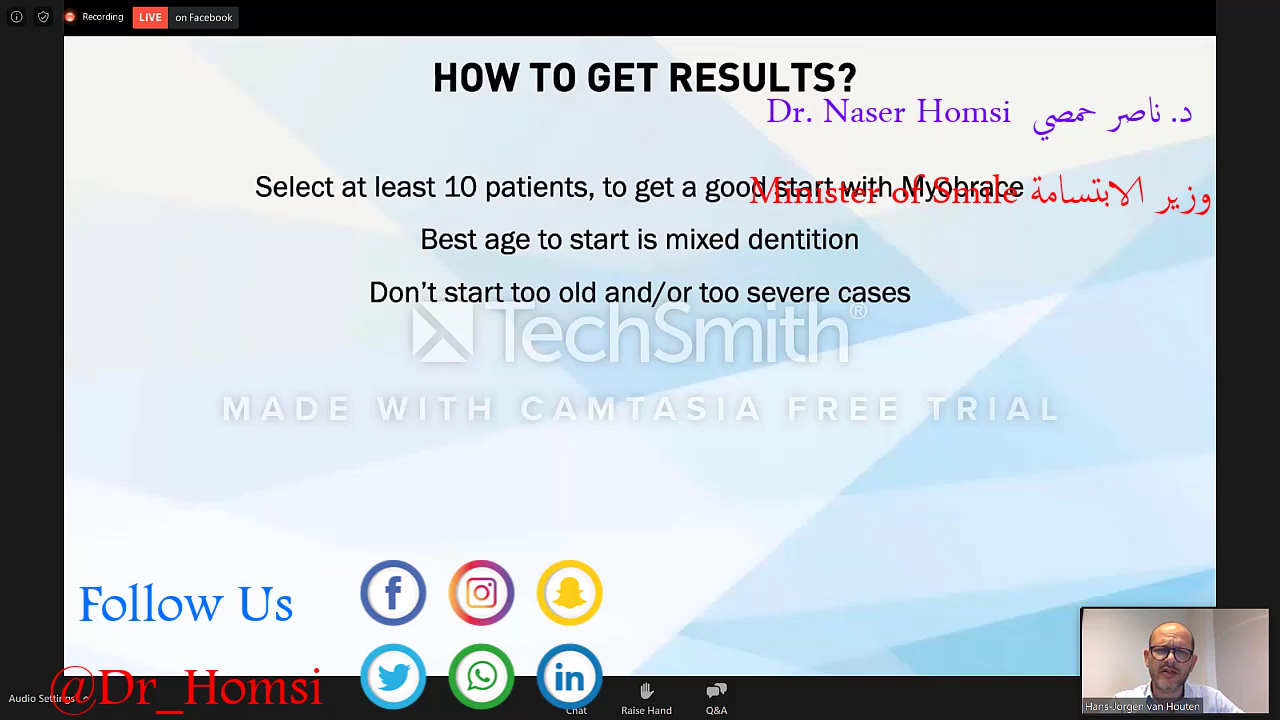 Recording
LIVE
on Facebook
HOW TO GET RESULTS?
Dr. Naser Homsi د. ناصر حمصي
Select at least 10 patients, to get a good start with Myobrace
Minister of Smile وزير الابتسامة
Best age to start is mixed dentition
Don't start too old and/or too severe cases
TechSmith®
MADE WITH CAMTASIA FREE TRIAL
Follow Us
@Dr_Homsi
Audio Settings
Chat
Raise Hand
Q&A
Hans-Jorgen van Houten